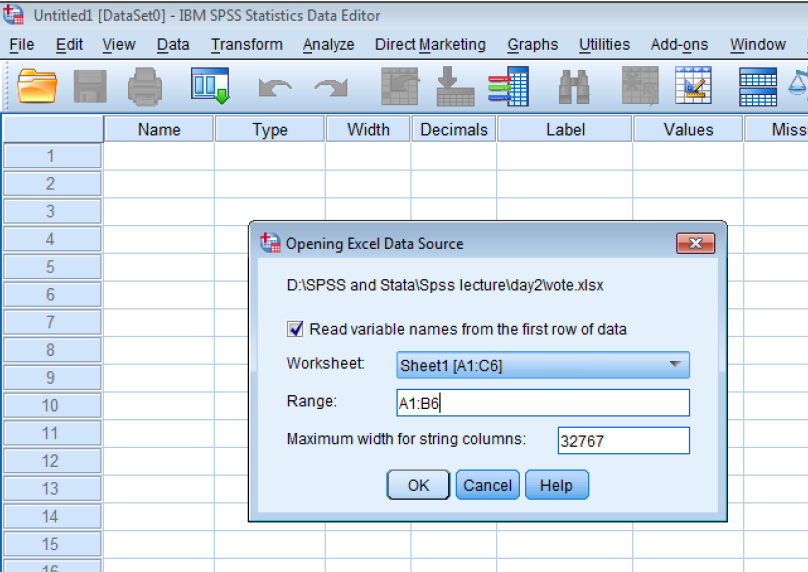 Untitled1 [DataSet0] - IBM SPSS Statistics Data Editor
File Edit View Data Transform Analyze Direct Marketing Graphs Utilities Add-ons Window
Name Type Width Decimals Label Values Miss
1
2
3
4
5
6
7
8
9
10
11
12
13
14
15
16
Opening Excel Data Source
D:\SPSS and Stata\Spss lecture\day2\vote.xlsx
Read variable names from the first row of data
Worksheet: Sheet1 [A1:C6]
Range: A1:B6
Maximum width for string columns: 32767
OK Cancel Help